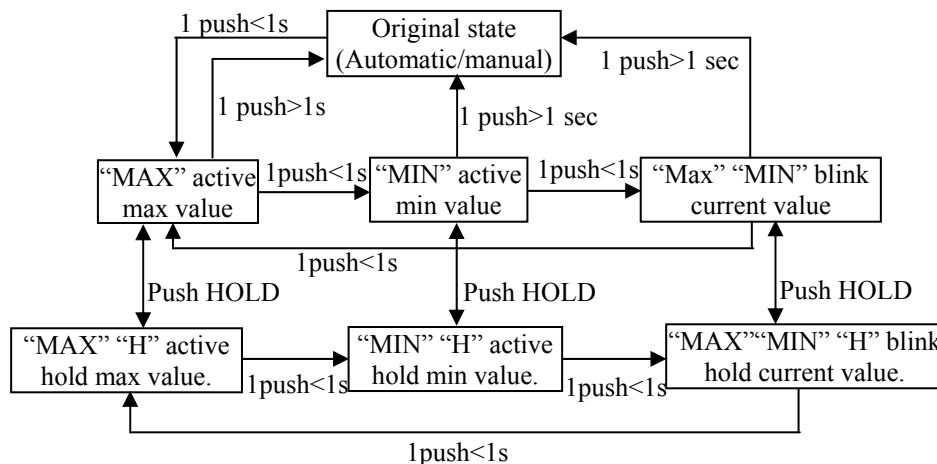 1 push<1s
Original state
(Automatic/manual)
1 push>1 sec
1 push>1s
1 push>1 sec
“MAX” active
max value
1push<1s
“MIN” active
min value
1push<1s
“Max” “MIN” blink
current value
1push<1s
Push HOLD
Push HOLD
Push HOLD
“MAX” “H” active
hold max value.
1push<1s
“MIN” “H” active
hold min value.
1push<1s
“MAX”“MIN” “H” blink
hold current value.
1push<1s